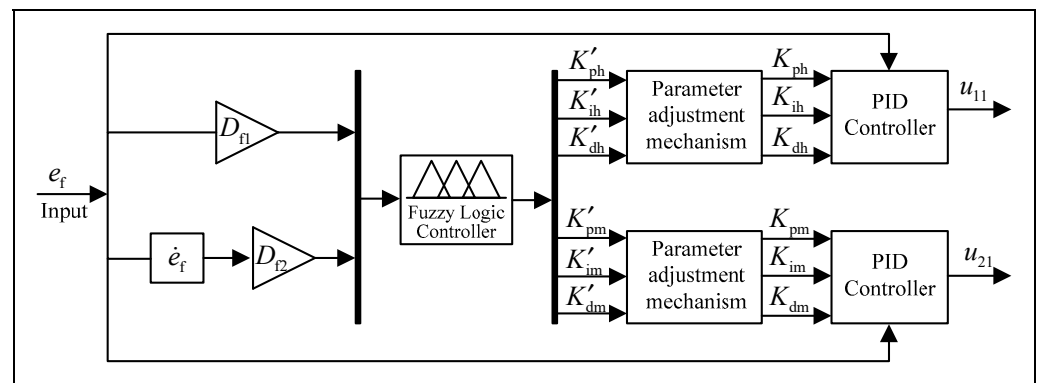 e_f
Input
D_f1
ė_f
D_f2
Fuzzy Logic
Controller
K′_ph
K′_ih
K′_dh
Parameter
adjustment
mechanism
K_ph
K_ih
K_dh
PID
Controller
u_11
K′_pm
K′_im
K′_dm
Parameter
adjustment
mechanism
K_pm
K_im
K_dm
PID
Controller
u_21